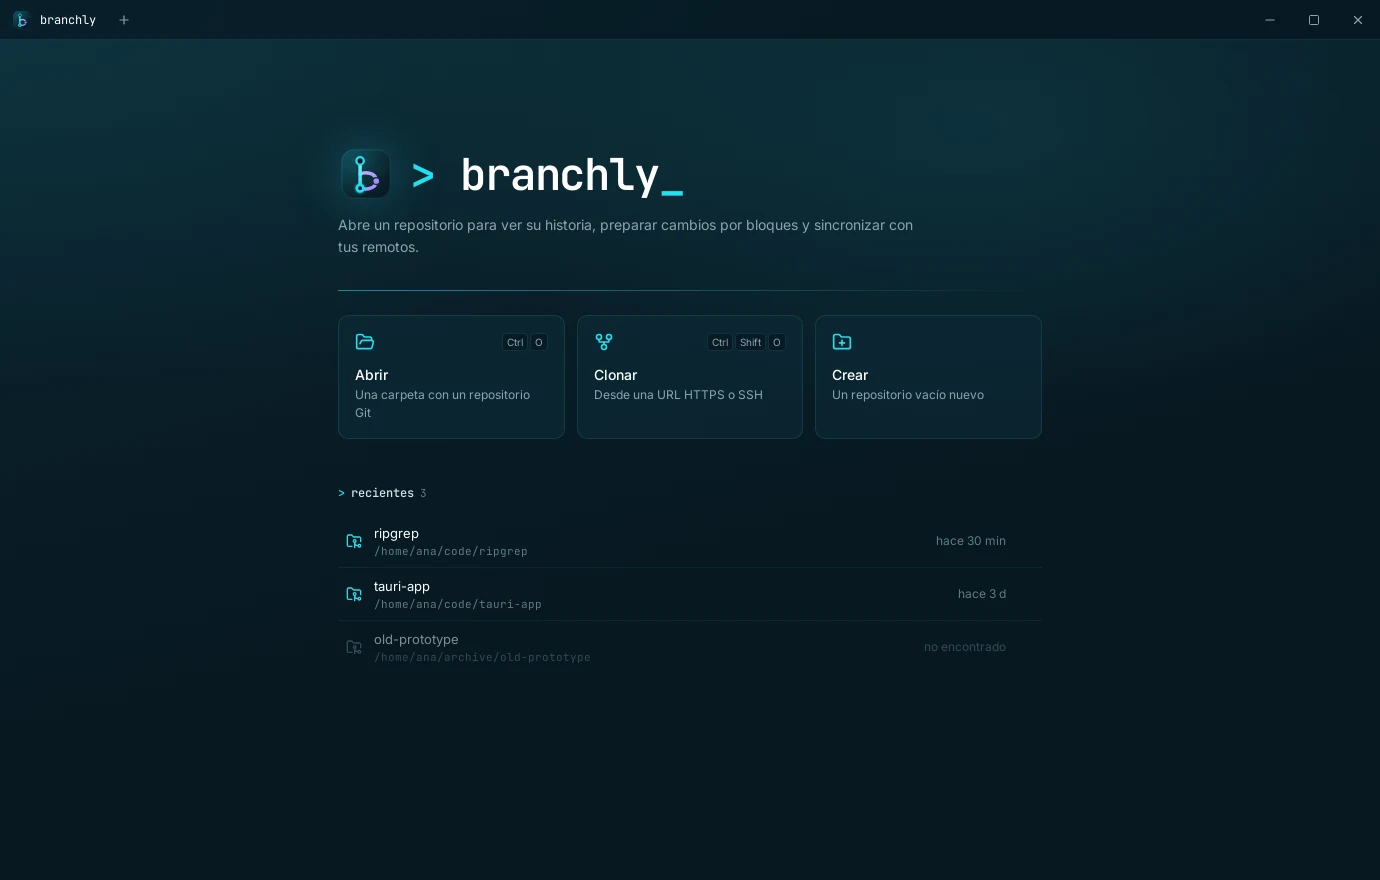 branchly
> branchly_
Abre un repositorio para ver su historia, preparar cambios por bloques y sincronizar con
tus remotos.
Ctrl O
Abrir
Una carpeta con un repositorio
Git
Ctrl Shift O
Clonar
Desde una URL HTTPS o SSH
Crear
Un repositorio vacío nuevo
> recientes 3
ripgrep
/home/ana/code/ripgrep
hace 30 min
tauri-app
/home/ana/code/tauri-app
hace 3 d
old-prototype
/home/ana/archive/old-prototype
no encontrado